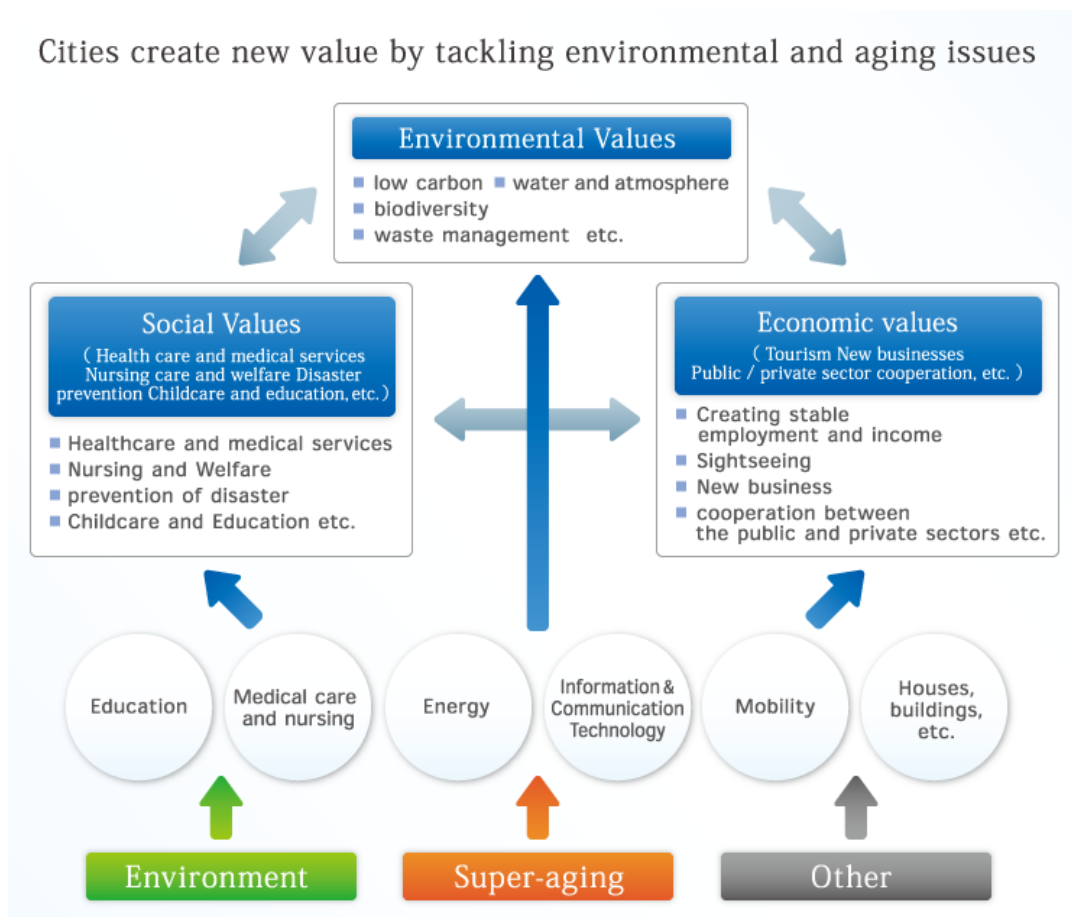 Cities create new value by tackling environmental and aging issues
Environmental Values
low carbon
water and atmosphere
biodiversity
waste management etc.
Social Values
( Health care and medical services
Nursing care and welfare Disaster
prevention Childcare and education, etc. )
Healthcare and medical services
Nursing and Welfare
prevention of disaster
Childcare and Education etc.
Economic values
( Tourism New businesses
Public / private sector cooperation, etc. )
Creating stable
employment and income
Sightseeing
New business
cooperation between
the public and private sectors etc.
Education
Medical care
and nursing
Energy
Information &
Communication
Technology
Mobility
Houses,
buildings,
etc.
Environment
Super-aging
Other